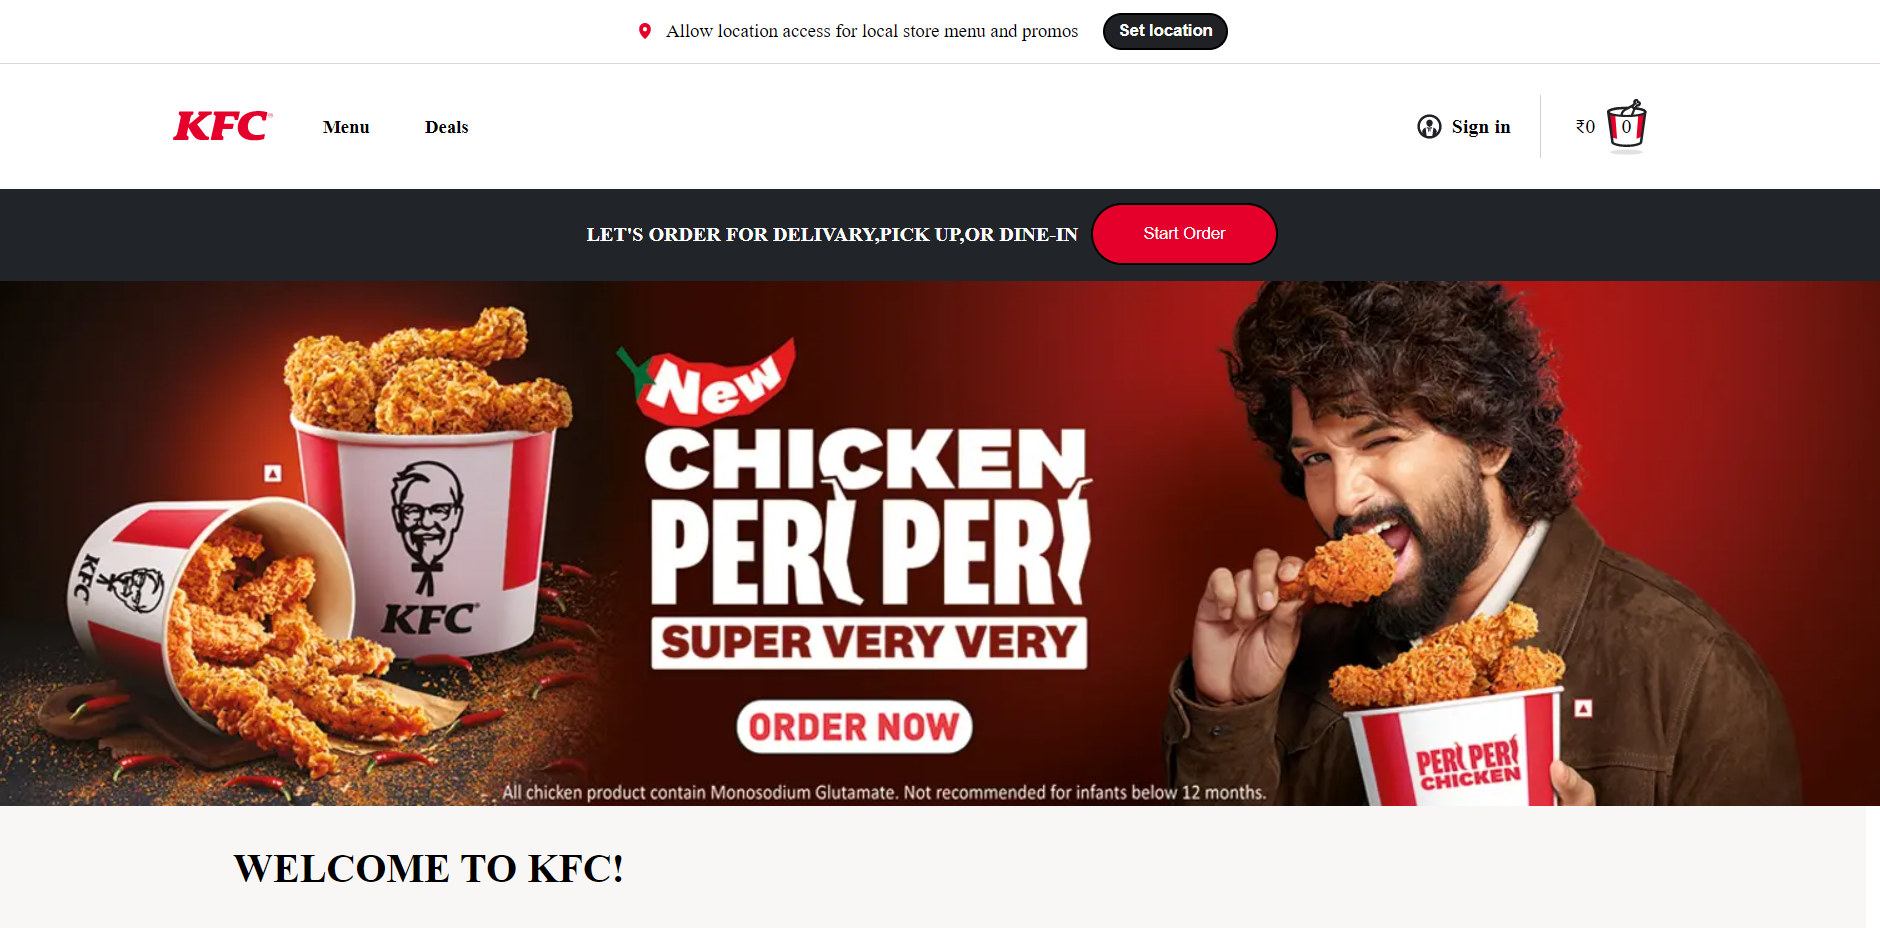 Allow location access for local store menu and promos Set location
KFC Menu Deals Sign in ₹0 0
LET'S ORDER FOR DELIVARY,PICK UP,OR DINE-IN Start Order
New
CHICKEN
PERI PERI
SUPER VERY VERY
ORDER NOW
KFC
KFC
PERI PERI
CHICKEN
All chicken product contain Monosodium Glutamate. Not recommended for infants below 12 months.
WELCOME TO KFC!